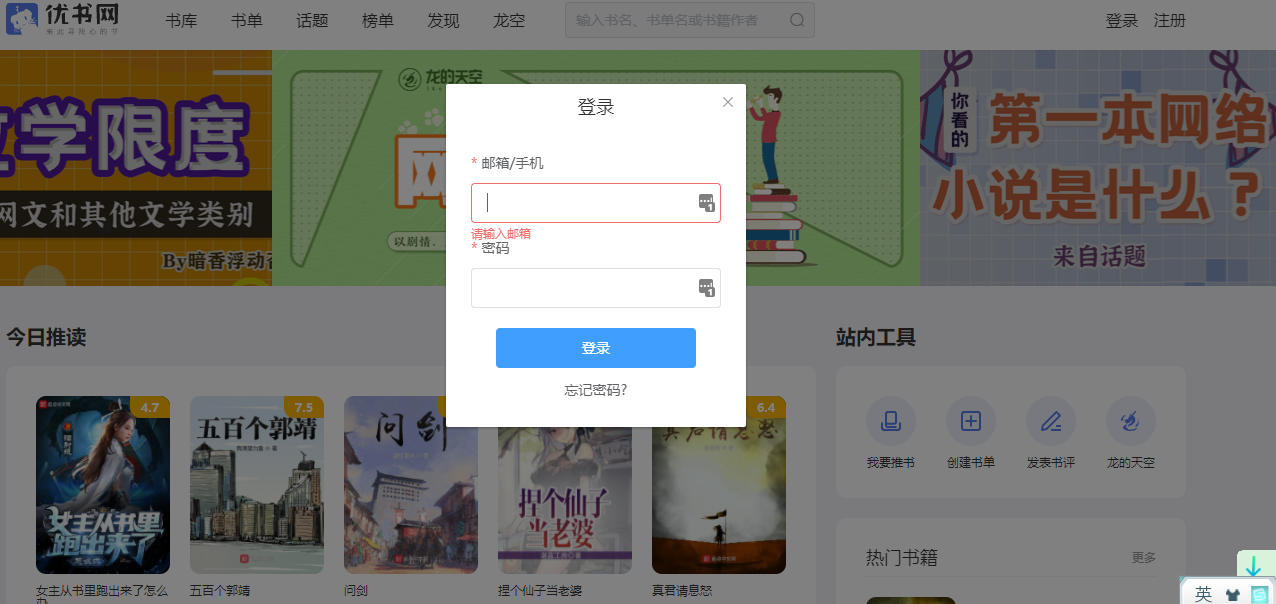 优书网
来此寻我心的书
书库 书单 话题 榜单 发现 龙空
输入书名、书单名或书籍作者
登录 注册
文学限度
网文和其他文学类别
By暗香浮动
龙的天空
网
以剧情.
你看的
第一本网络
小说是什么？
来自话题
登录
* 邮箱/手机
请输入邮箱
* 密码
登录
忘记密码?
今日推读
4.7
7.5
6.4
五百个郭靖
问剑
真君请息怒
女主从书里
跑出来了
捏个仙子
当老婆
女主从书里跑出来了怎么办
五百个郭靖
问剑
捏个仙子当老婆
真君请息怒
站内工具
我要推书 创建书单 发表书评 龙的天空
热门书籍
更多
英